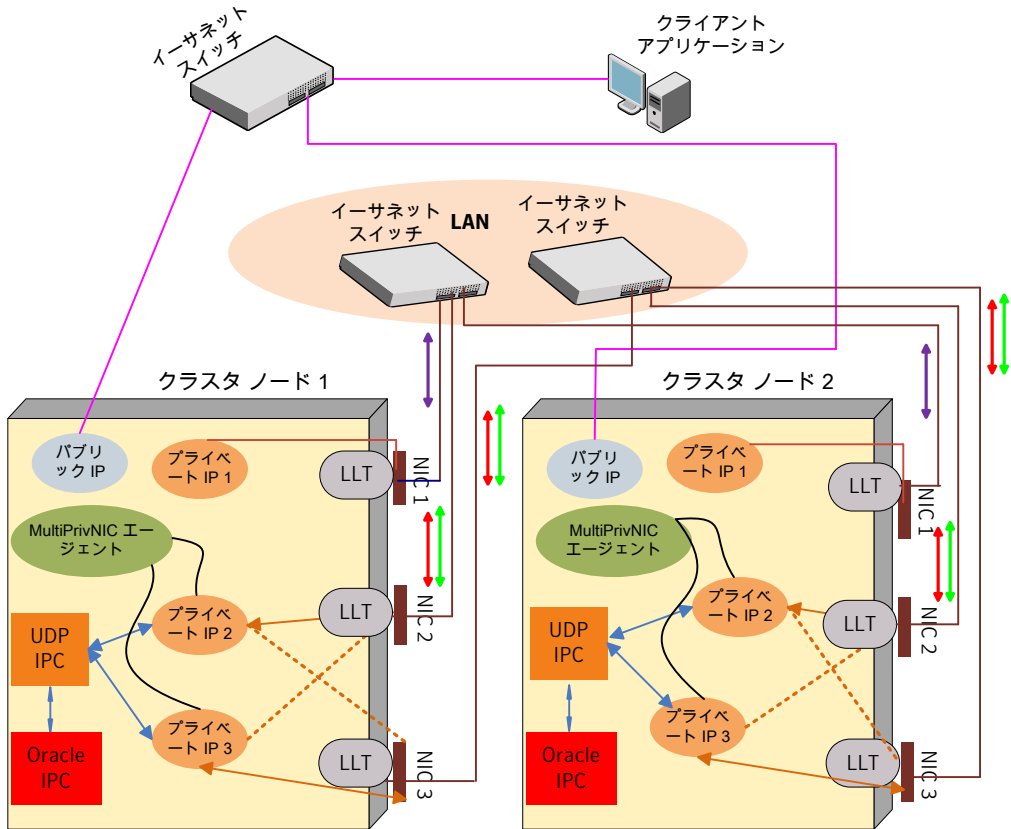 イーサネット
スイッチ
クライアント
アプリケーション
イーサネット
スイッチ
LAN
イーサネット
スイッチ
クラスタ ノード 1
パブリ
ック IP
プライベ
ート IP 1
LLT
NIC 1
MultiPrivNIC エー
ジェント
プライベ
ート IP 2
LLT
NIC 2
UDP
IPC
プライベ
ート IP 3
Oracle
IPC
LLT
NIC 3
クラスタ ノード 2
パブリ
ック IP
プライベ
ート IP 1
LLT
NIC 1
MultiPrivNIC
エージェント
プライベ
ート IP 2
LLT
NIC 2
UDP
IPC
プライベ
ート IP 3
Oracle
IPC
LLT
NIC 3